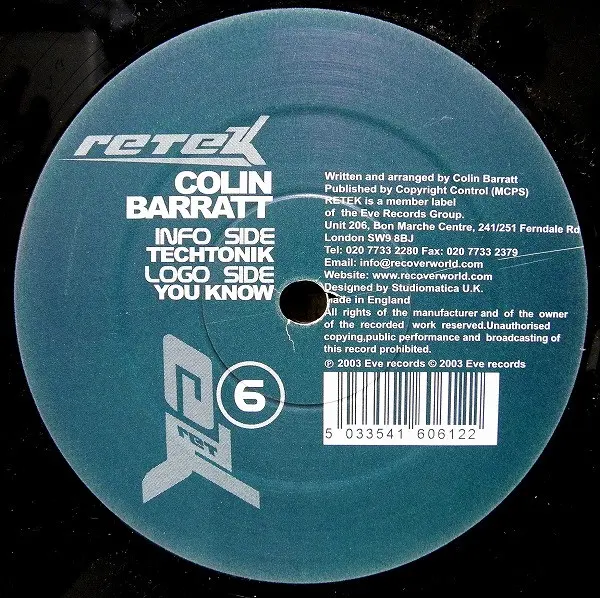 RETEK
COLIN
BARRATT
INFO SIDE
TECHTONIK
LOGO SIDE
YOU KNOW
6
RET
Written and arranged by Colin Barratt
Published by Copyright Control (MCPS)
RETEK is a member label
of the Eve Records Group.
Unit 206, Bon Marche Centre, 241/251 Ferndale Rd
London SW9 8BJ
Tel: 020 7733 2280 Fax: 020 7733 2379
Email: info@recoverworld.com
Website: www.recoverworld.com
Designed by Studiomatica U.K.
made in England
All rights of the manufacturer and of the owner
of the recorded work reserved.Unauthorised
copying,public performance and broadcasting of
this record prohibited.
℗ 2003 Eve records © 2003 Eve records
5 033541 606122